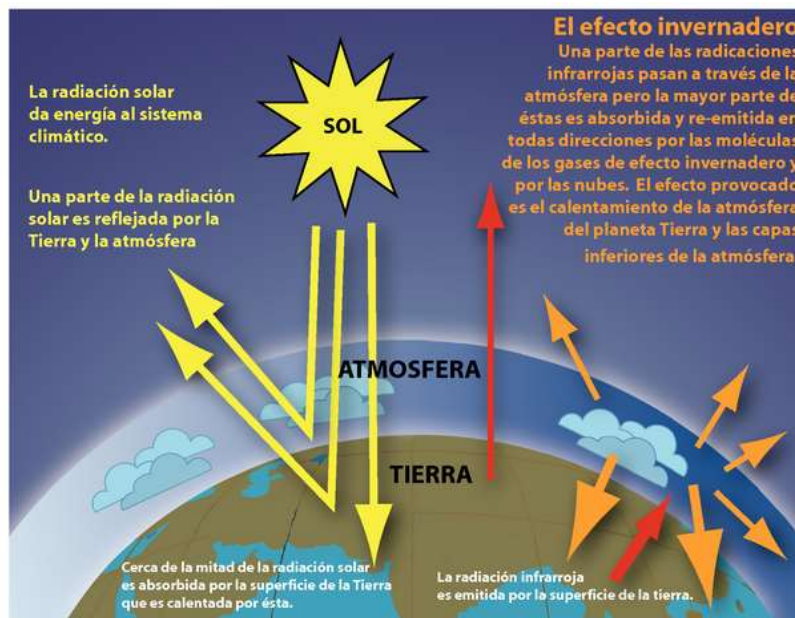 El efecto invernadero
Una parte de las radicaciones
infrarrojas pasan a través de la
atmósfera pero la mayor parte de
éstas es absorbida y re-emitida en
todas direcciones por las moléculas
de los gases de efecto invernadero y
por las nubes. El efecto provocado
es el calentamiento de la atmósfera
del planeta Tierra y las capas
inferiores de la atmósfera
La radiación solar
da energía al sistema
climático.
SOL
Una parte de la radiación
solar es reflejada por la
Tierra y la atmósfera
ATMOSFERA
TIERRA
Cerca de la mitad de la radiación solar
es absorbida por la superficie de la Tierra
que es calentada por ésta.
La radiación infrarroja
es emitida por la superficie de la tierra.